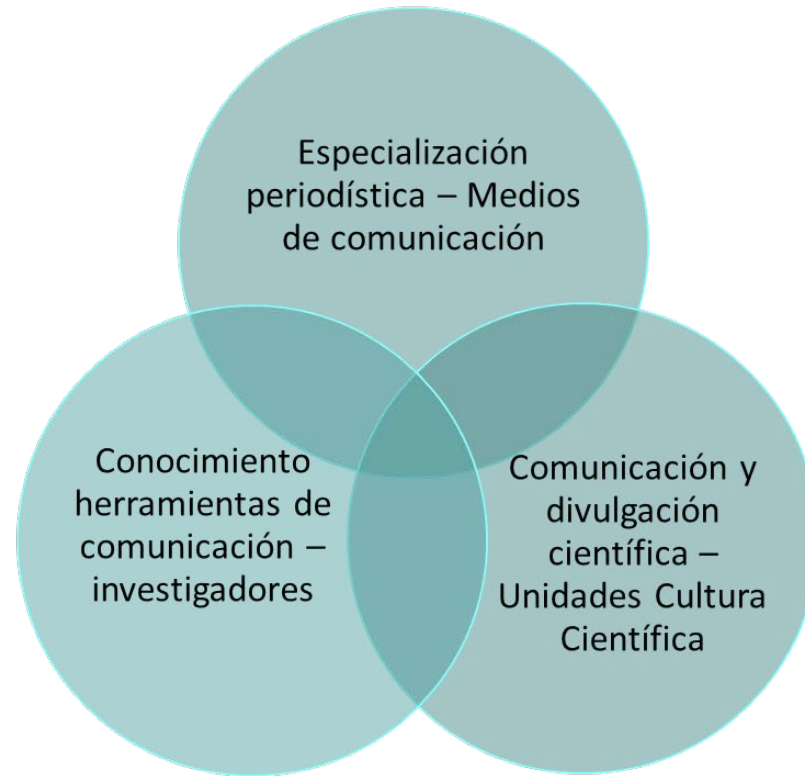 Especialización
periodística – Medios
de comunicación
Conocimiento
herramientas de
comunicación –
investigadores
Comunicación y
divulgación
científica –
Unidades Cultura
Científica